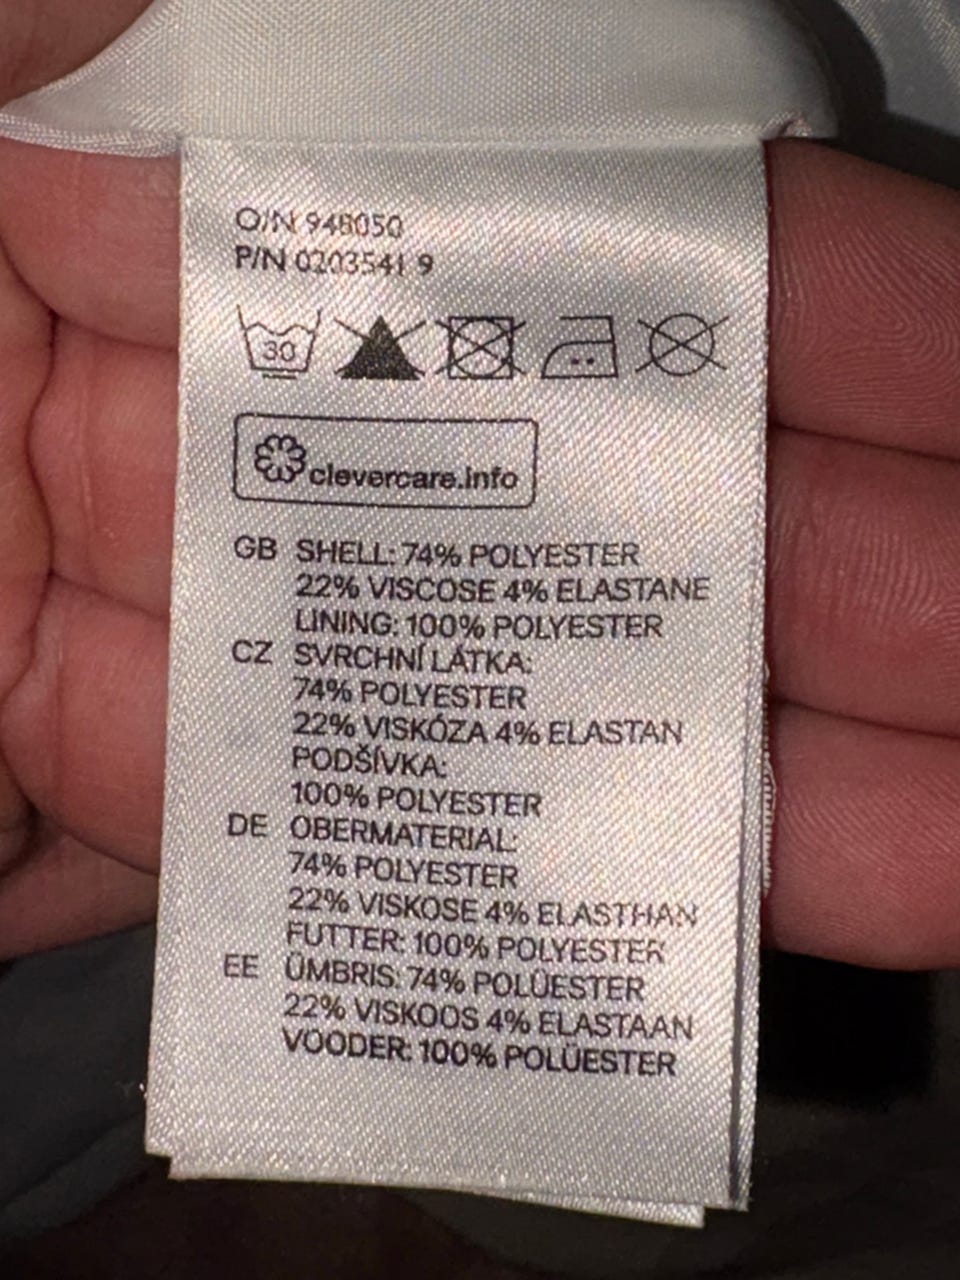 O/N 948050
P/N 0203541 9
30
clevercare.info
GB SHELL: 74% POLYESTER
22% VISCOSE 4% ELASTANE
LINING: 100% POLYESTER
CZ SVRCHNÍ LÁTKA:
74% POLYESTER
22% VISKÓZA 4% ELASTAN
PODŠÍVKA:
100% POLYESTER
DE OBERMATERIAL:
74% POLYESTER
22% VISKOSE 4% ELASTHAN
FUTTER: 100% POLYESTER
EE ÜMBRIS: 74% POLÜESTER
22% VISKOOS 4% ELASTAAN
VOODER: 100% POLÜESTER